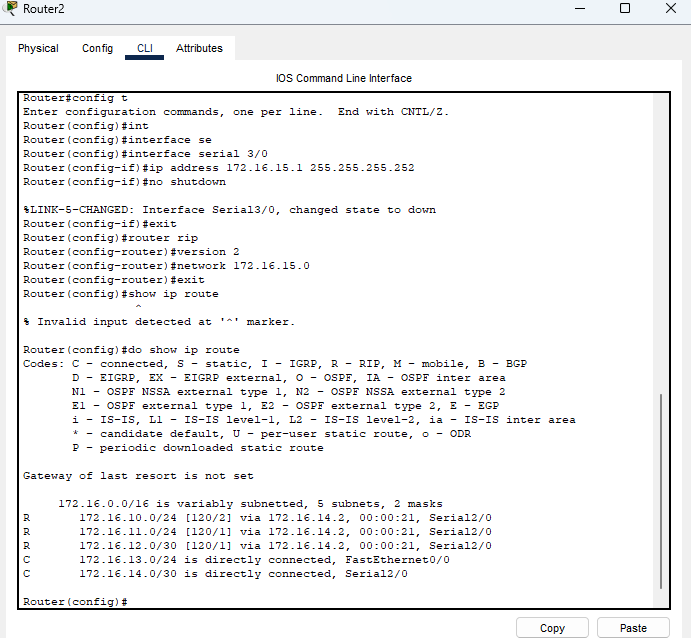 Router2
Physical Config CLI Attributes
IOS Command Line Interface
Router#config t
Enter configuration commands, one per line.  End with CNTL/Z.
Router(config)#int
Router(config)#interface se
Router(config)#interface serial 3/0
Router(config-if)#ip address 172.16.15.1 255.255.255.252
Router(config-if)#no shutdown

%LINK-5-CHANGED: Interface Serial3/0, changed state to down
Router(config-if)#exit
Router(config)#router rip
Router(config-router)#version 2
Router(config-router)#network 172.16.15.0
Router(config-router)#exit
Router(config)#show ip route
                ^
% Invalid input detected at '^' marker.

Router(config)#do show ip route
Codes: C - connected, S - static, I - IGRP, R - RIP, M - mobile, B - BGP
       D - EIGRP, EX - EIGRP external, O - OSPF, IA - OSPF inter area
       N1 - OSPF NSSA external type 1, N2 - OSPF NSSA external type 2
       E1 - OSPF external type 1, E2 - OSPF external type 2, E - EGP
       i - IS-IS, L1 - IS-IS level-1, L2 - IS-IS level-2, ia - IS-IS inter area
       * - candidate default, U - per-user static route, o - ODR
       P - periodic downloaded static route

Gateway of last resort is not set

     172.16.0.0/16 is variably subnetted, 5 subnets, 2 masks
R       172.16.10.0/24 [120/2] via 172.16.14.2, 00:00:21, Serial2/0
R       172.16.11.0/24 [120/1] via 172.16.14.2, 00:00:21, Serial2/0
R       172.16.12.0/30 [120/1] via 172.16.14.2, 00:00:21, Serial2/0
C       172.16.13.0/24 is directly connected, FastEthernet0/0
C       172.16.14.0/30 is directly connected, Serial2/0

Router(config)#
Copy Paste